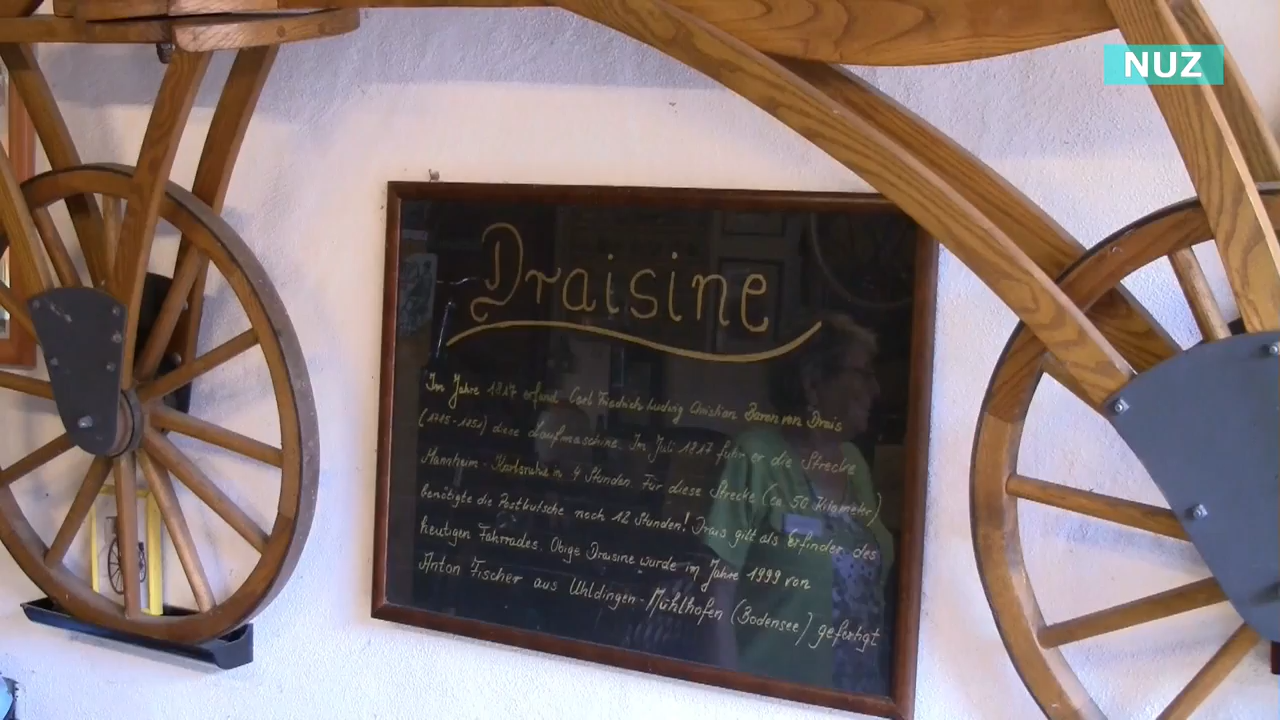 NUZ
Draisine
Im Jahre 1817 erfand Carl Friedrich Ludwig Christian Baron von Drais
(1785-1851) diese Laufmaschine. Im Juli 1817 fuhr er die Strecke
Mannheim - Karlsruhe in 4 Stunden. Für diese Strecke (ca. 50 Kilometer)
benötigte die Postkutsche noch 12 Stunden! Drais gilt als Erfinder des
heutigen Fahrrades. Obige Draisine wurde im Jahre 1999 von
Anton Fischer aus Uhldingen-Mühlhofen (Bodensee) gefertigt